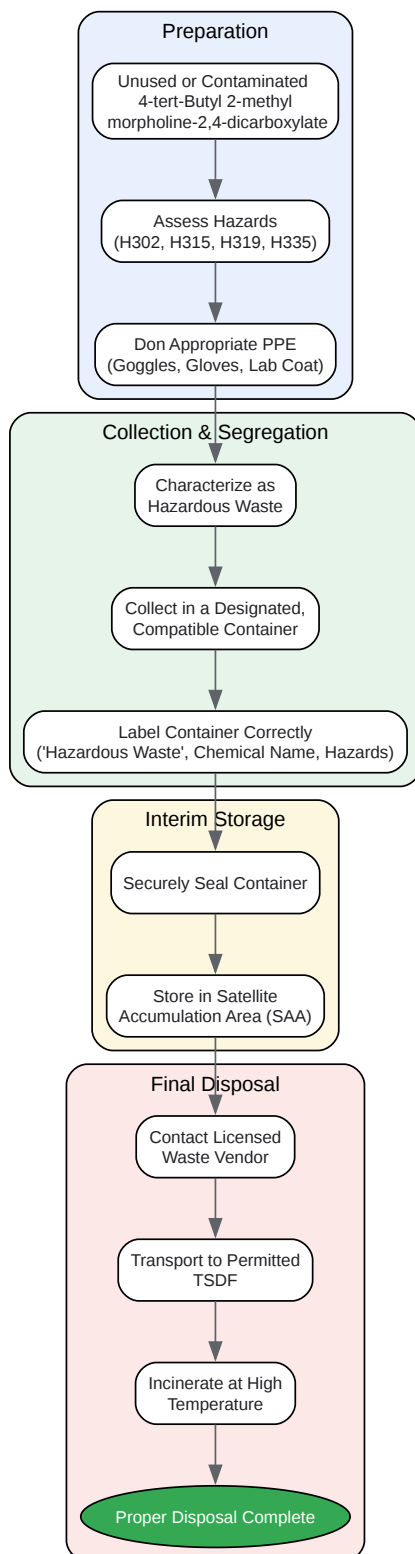 Preparation
Unused or Contaminated
4-tert-Butyl 2-methyl
morpholine-2,4-dicarboxylate
Assess Hazards
(H302, H315, H319, H335)
Don Appropriate PPE
(Goggles, Gloves, Lab Coat)
Collection & Segregation
Characterize as
Hazardous Waste
Collect in a Designated,
Compatible Container
Label Container Correctly
('Hazardous Waste', Chemical Name, Hazards)
Interim Storage
Securely Seal Container
Store in Satellite
Accumulation Area (SAA)
Final Disposal
Contact Licensed
Waste Vendor
Transport to Permitted
TSDF
Incinerate at High
Temperature
Proper Disposal Complete